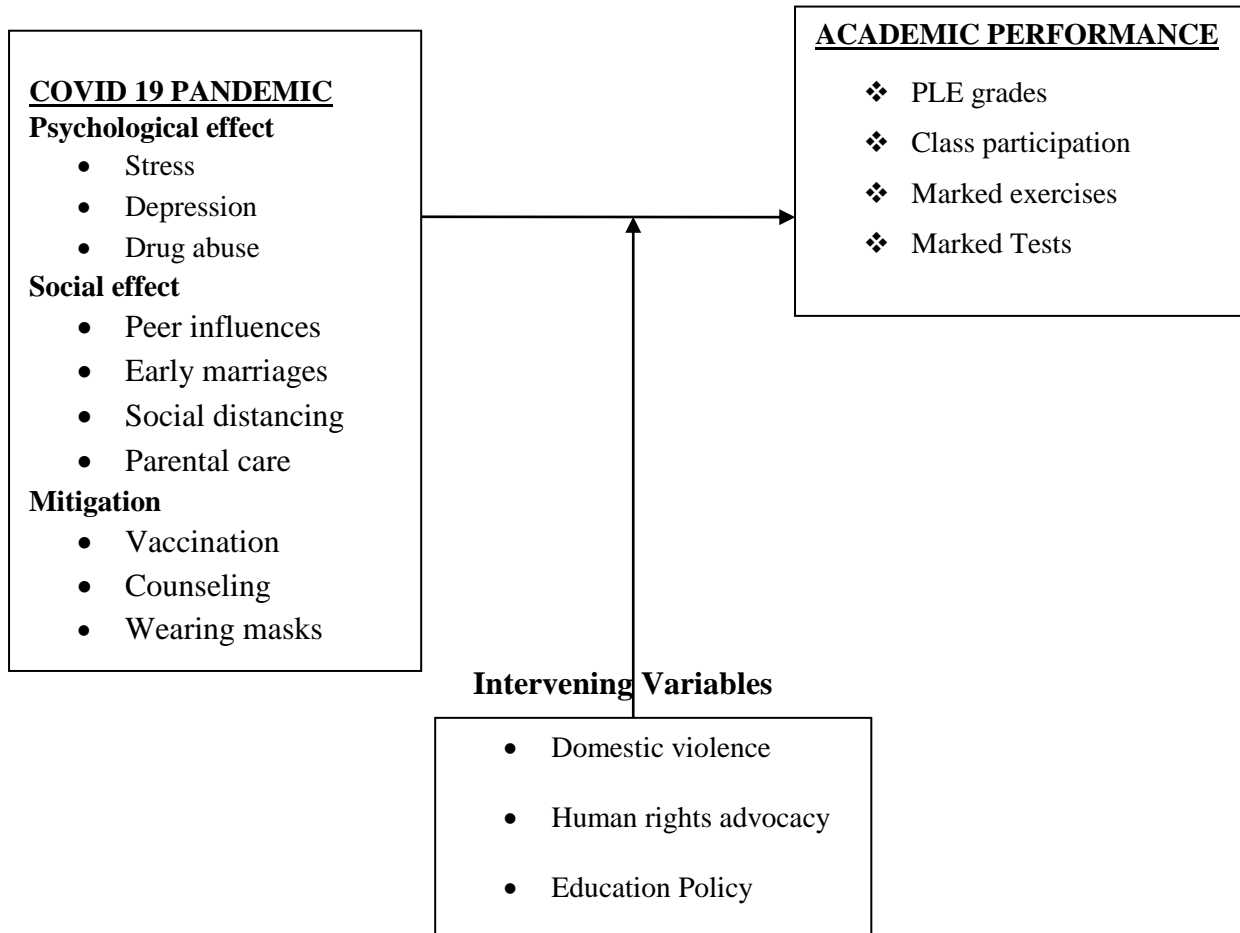 COVID 19 PANDEMIC
Psychological effect
• Stress
• Depression
• Drug abuse
Social effect
• Peer influences
• Early marriages
• Social distancing
• Parental care
Mitigation
• Vaccination
• Counseling
• Wearing masks
ACADEMIC PERFORMANCE
❖ PLE grades
❖ Class participation
❖ Marked exercises
❖ Marked Tests
Intervening Variables
• Domestic violence
• Human rights advocacy
• Education Policy